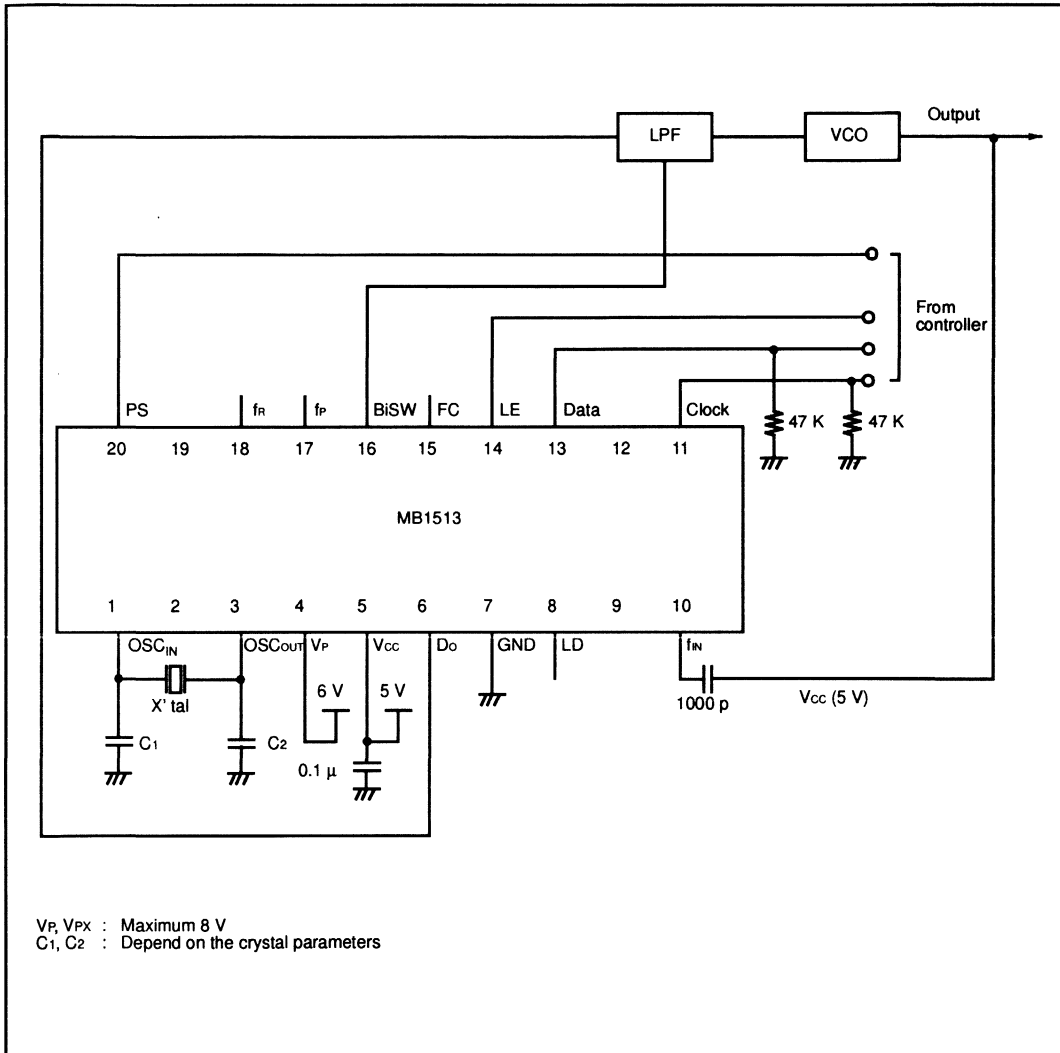 Output
LPF
VCO
From
controller
PS
fR
fP
BiSW
FC
LE
Data
Clock
47 K
47 K
20
19
18
17
16
15
14
13
12
11
MB1513
1
2
3
4
5
6
7
8
9
10
OSCIN
OSCOUT
VP
VCC
DO
GND
LD
fIN
X' tal
6 V
5 V
1000 p
VCC (5 V)
C1
C2
0.1 µ
VP, VPX : Maximum 8 V
C1, C2 : Depend on the crystal parameters